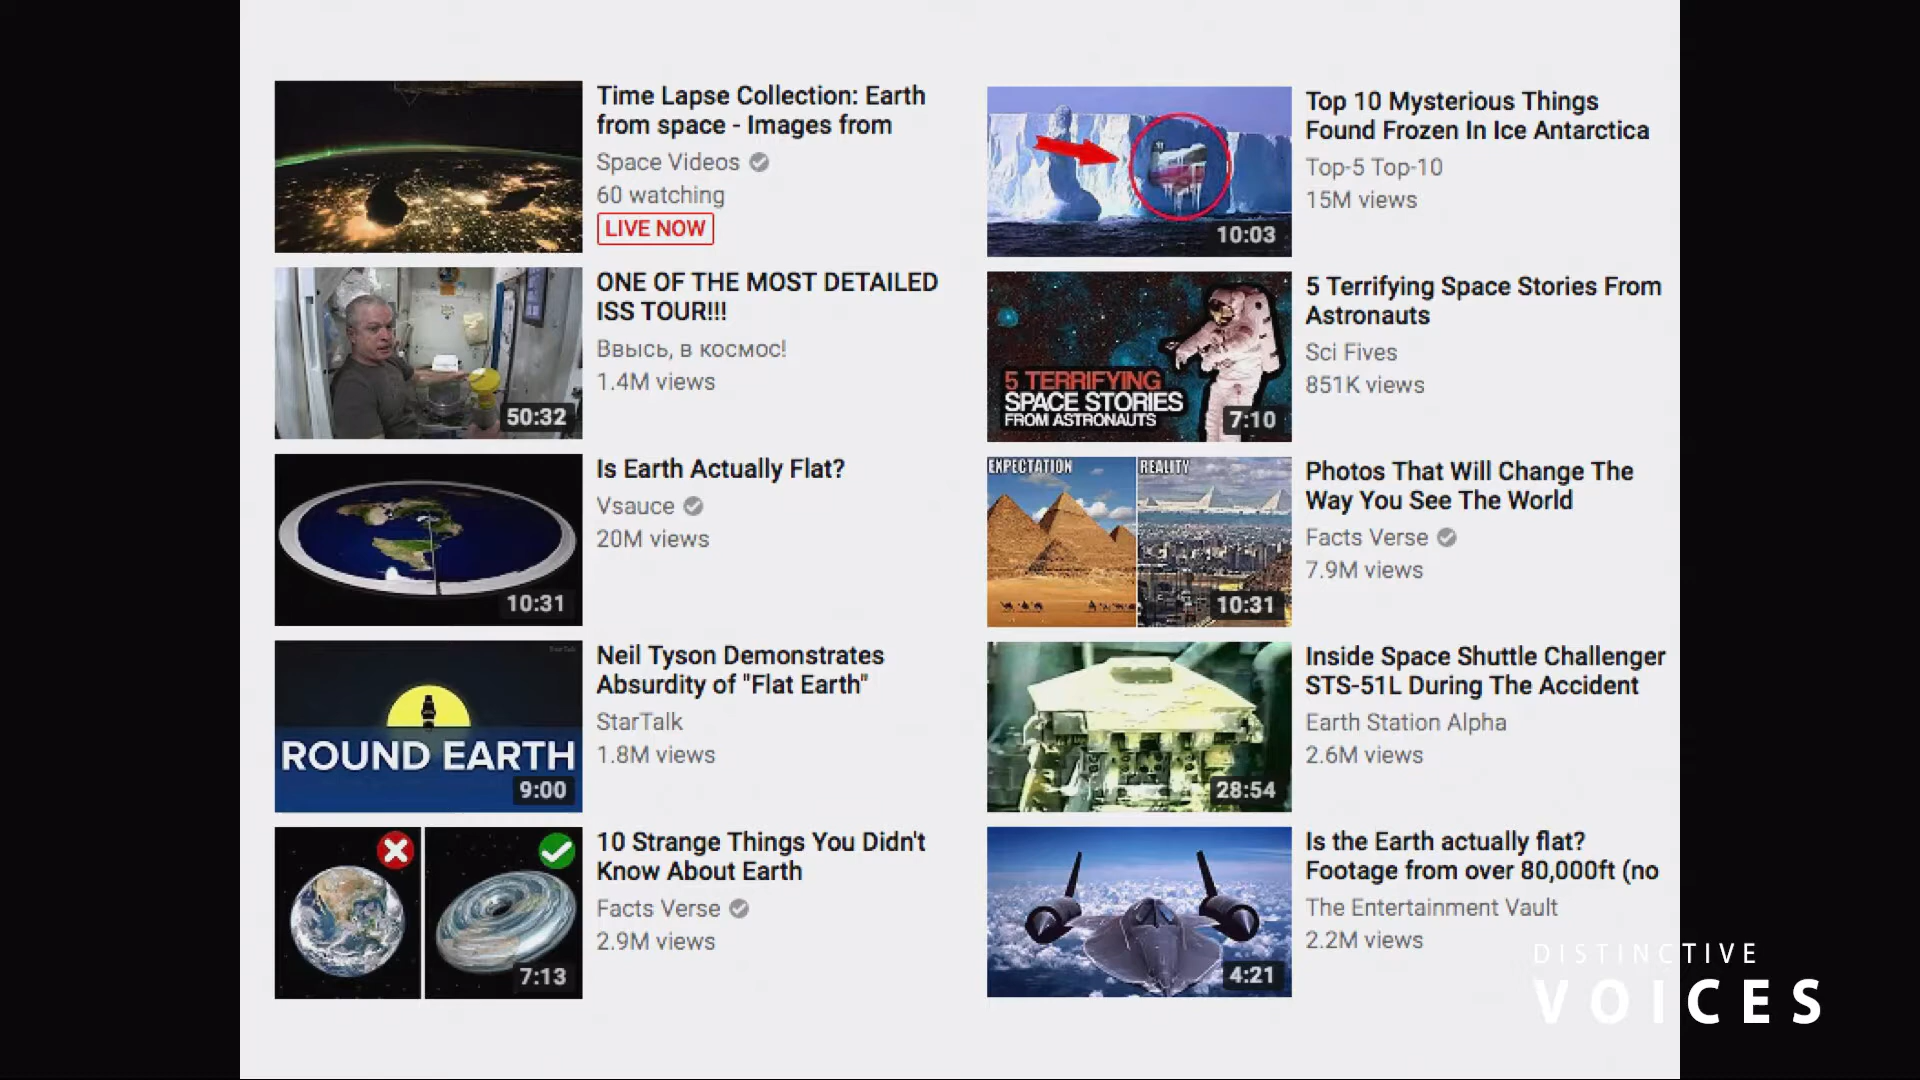 Time Lapse Collection: Earth
from space - Images from
Space Videos
60 watching
LIVE NOW
ONE OF THE MOST DETAILED
ISS TOUR!!!
Ввысь, в космос!
1.4M views
50:32
Is Earth Actually Flat?
Vsauce
20M views
10:31
Neil Tyson Demonstrates
Absurdity of "Flat Earth"
StarTalk
1.8M views
StarTalk
ROUND EARTH
9:00
10 Strange Things You Didn't
Know About Earth
Facts Verse
2.9M views
7:13
Top 10 Mysterious Things
Found Frozen In Ice Antarctica
Top-5 Top-10
15M views
10:03
5 Terrifying Space Stories From
Astronauts
Sci Fives
851K views
5 TERRIFYING
SPACE STORIES
FROM ASTRONAUTS
7:10
EXPECTATION
REALITY
Photos That Will Change The
Way You See The World
Facts Verse
7.9M views
10:31
Inside Space Shuttle Challenger
STS-51L During The Accident
Earth Station Alpha
2.6M views
28:54
Is the Earth actually flat?
Footage from over 80,000ft (no
The Entertainment Vault
2.2M views
4:21
DISTINCTIVE
VOICES